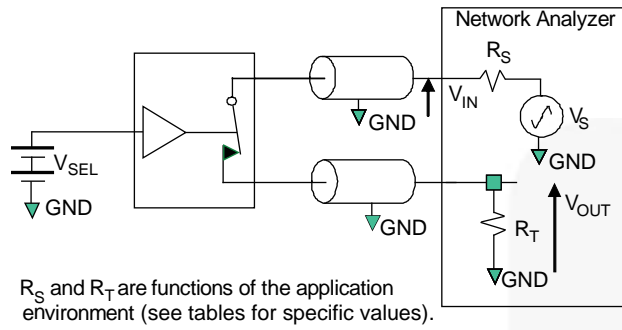 Network Analyzer
R_S
V_IN
V_S
GND
GND
V_SEL
GND
V_OUT
R_T
GND
GND
GND
R_S and R_T are functions of the application
environment (see tables for specific values).